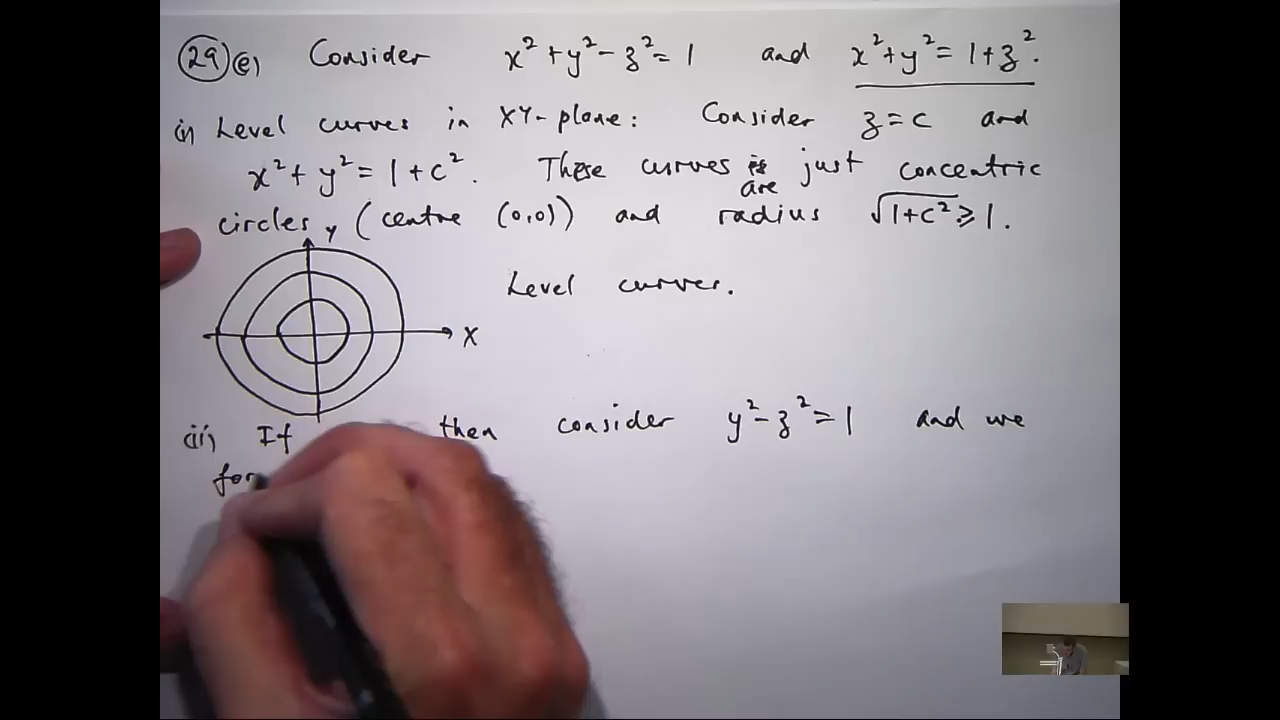 29 e) Consider x² + y² - z² = 1 and x² + y² = 1 + z².
(i) Level curves in XY-plane: Consider z = c and
x² + y² = 1 + c². These curves are just concentric
circles (centre (0,0)) and radius √(1+c²) ≥ 1.
Y
Level curves.
X
(ii) If then consider y² - z² = 1 and we
for